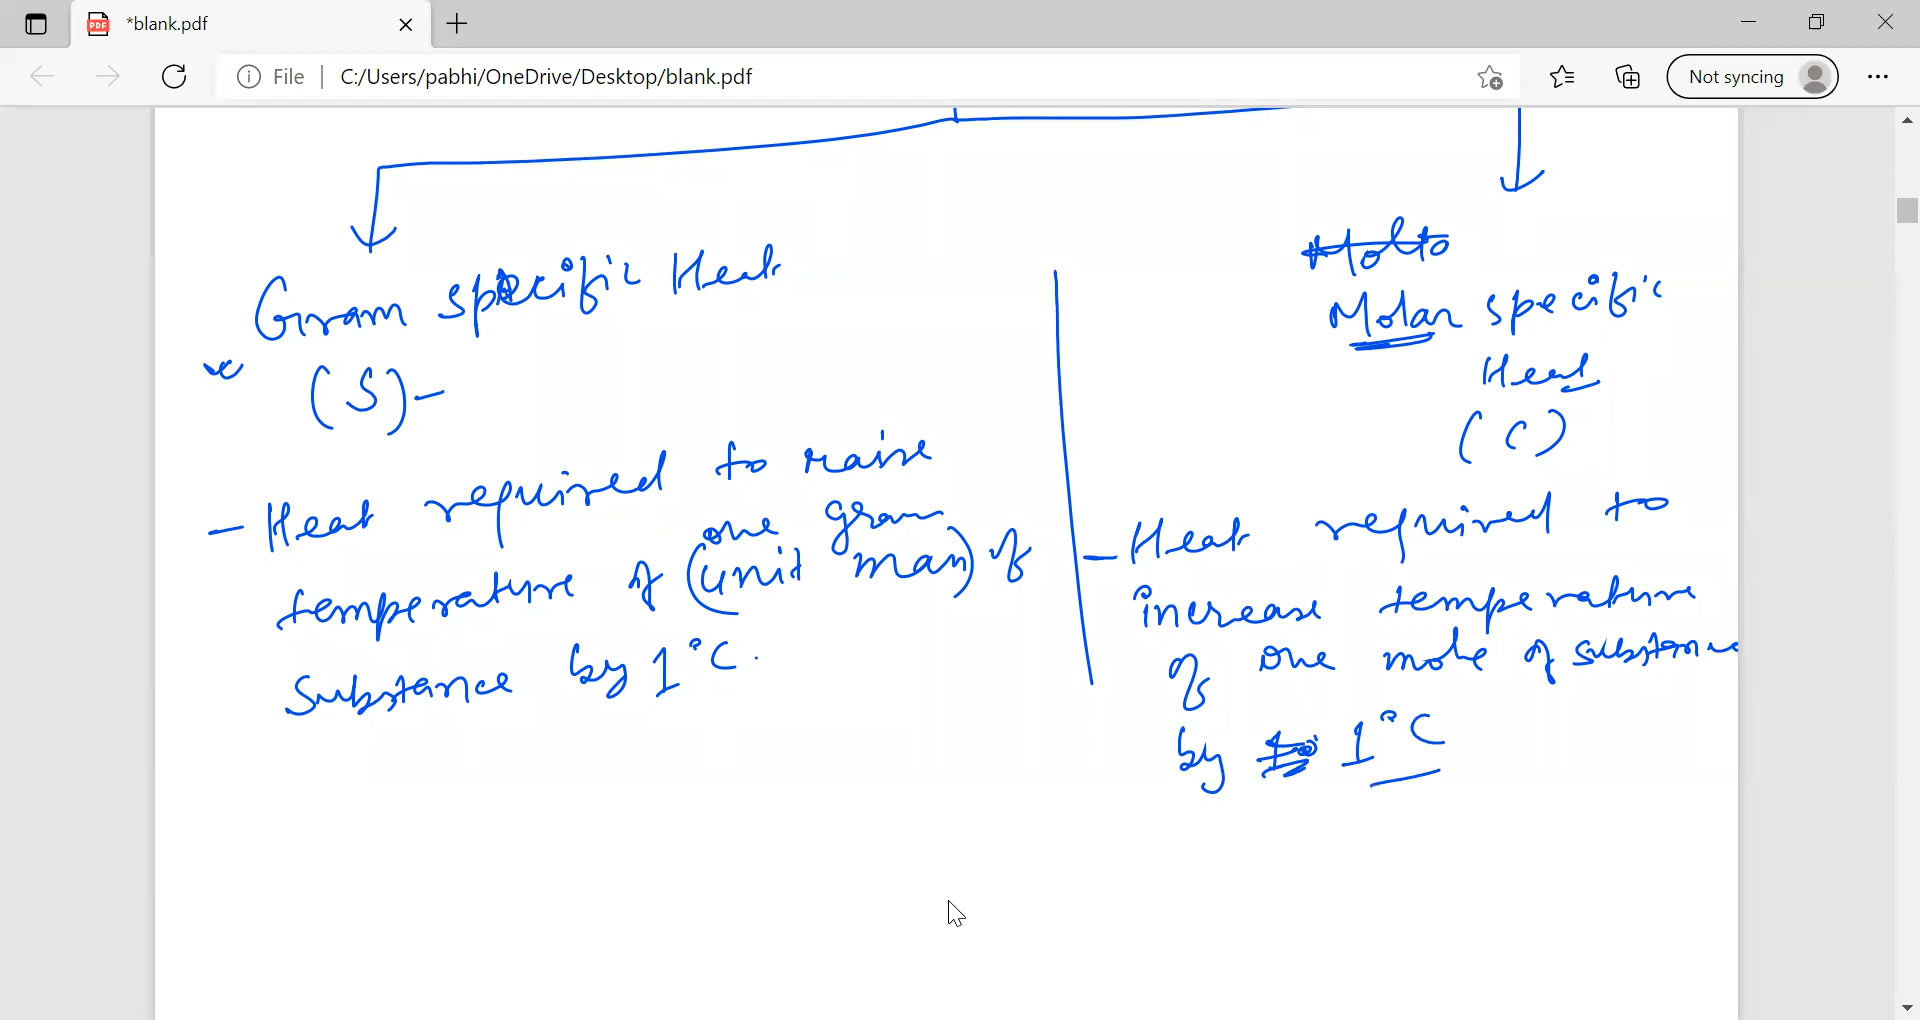 *blank.pdf
File C:/Users/pabhi/OneDrive/Desktop/blank.pdf Not syncing
Gram specific Heat
(S)-
- Heat required to raise
one gram
temperature of (unit mass) of
substance by 1°C.
Molar specific
Heat
(C)
- Heat required to
increase temperature
of one mole of substance
by 1°C